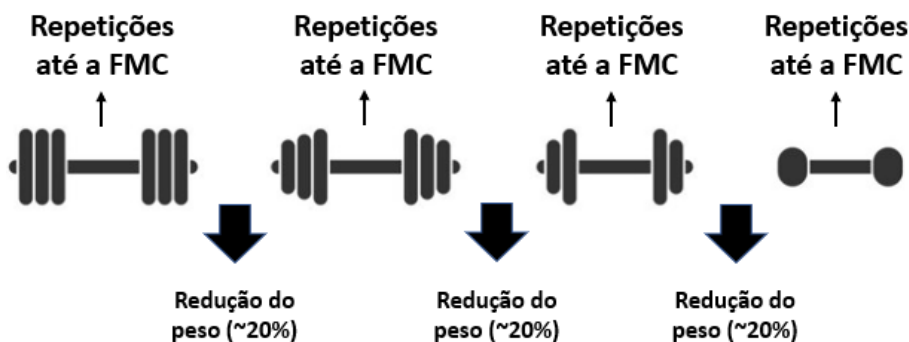 Repetições
até a FMC
Repetições
até a FMC
Repetições
até a FMC
Repetições
até a FMC
Redução do
peso (~20%)
Redução do
peso (~20%)
Redução do
peso (~20%)